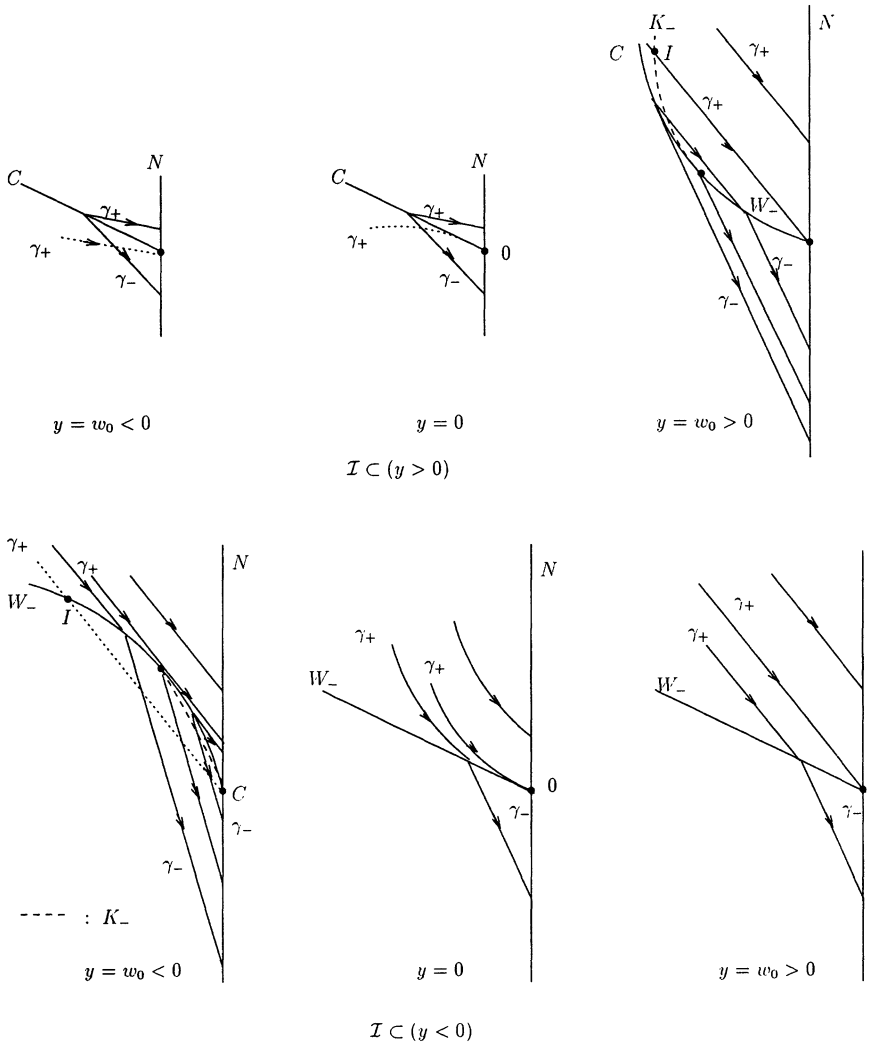 K₋
N
C
I
γ₊
γ₊
N
N
C
C
γ₊
γ₊
W₋
γ₊
γ₊
0
γ₋
γ₋
γ₋
γ₋
y = w₀ < 0
y = 0
y = w₀ > 0
𝓘 ⊂ (y > 0)
γ₊
N
N
γ₊
W₋
I
γ₊
γ₊
γ₊
γ₊
W₋
W₋
C
0
γ₋
γ₋
γ₋
γ₋
: K₋
y = w₀ < 0
y = 0
y = w₀ > 0
𝓘 ⊂ (y < 0)